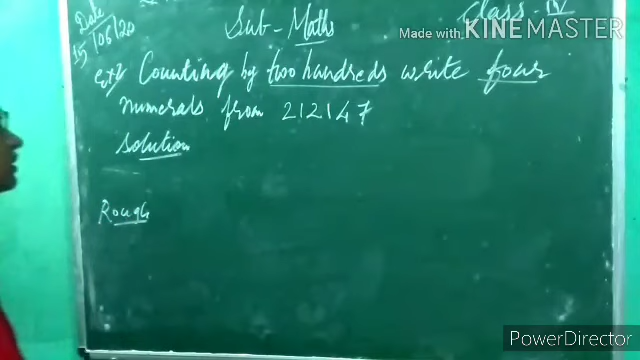 Date
15/06/20
Sub - Maths
Class - IV
Made with KINEMASTER
Counting by two hundreds write four
numerals from 212147
Solution
Rough
PowerDirector